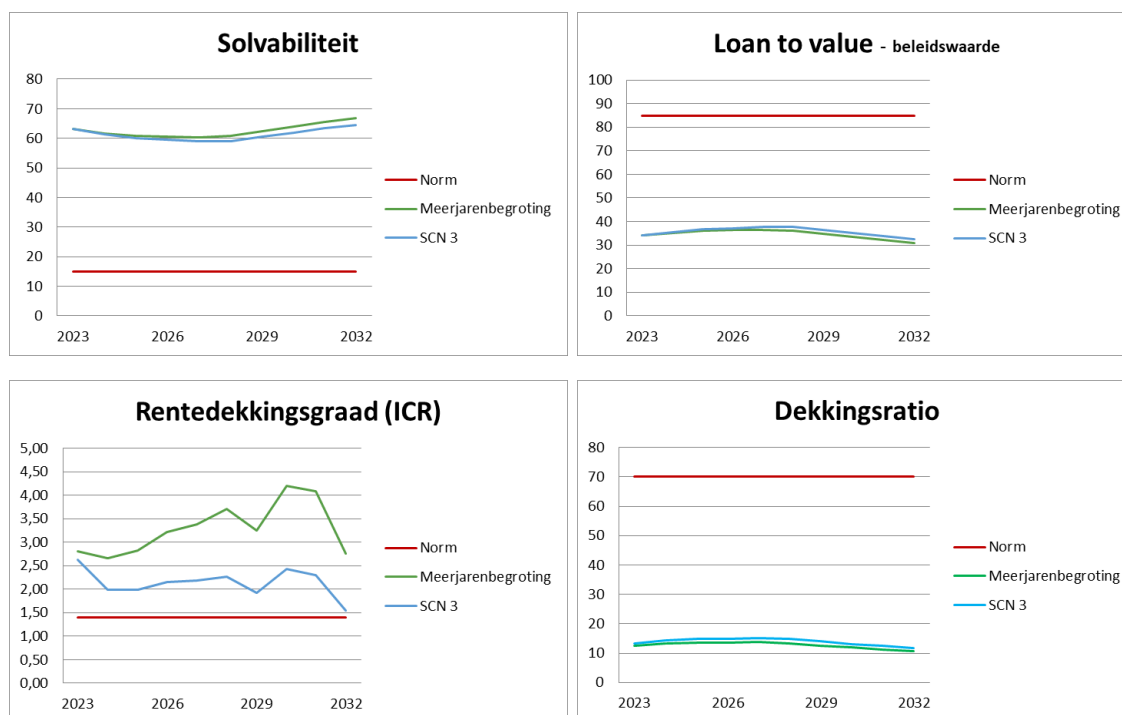 Solvabiliteit
80
70
60
50
40
30
20
10
0
2023 2026 2029 2032
Norm
Meerjarenbegroting
SCN 3
Loan to value - beleidswaarde
100
90
80
70
60
50
40
30
20
10
0
2023 2026 2029 2032
Norm
Meerjarenbegroting
SCN 3
Rentedekkingsgraad (ICR)
5,00
4,50
4,00
3,50
3,00
2,50
2,00
1,50
1,00
0,50
0,00
2023 2026 2029 2032
Norm
Meerjarenbegroting
SCN 3
Dekkingsratio
80
70
60
50
40
30
20
10
0
2023 2026 2029 2032
Norm
Meerjarenbegroting
SCN 3